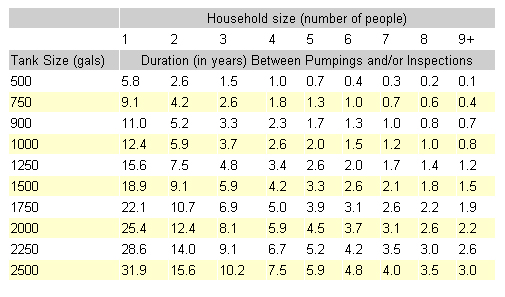 Household size (number of people)
1 2 3 4 5 6 7 8 9+
Tank Size (gals) Duration (in years) Between Pumpings and/or Inspections
500 5.8 2.6 1.5 1.0 0.7 0.4 0.3 0.2 0.1
750 9.1 4.2 2.6 1.8 1.3 1.0 0.7 0.6 0.4
900 11.0 5.2 3.3 2.3 1.7 1.3 1.0 0.8 0.7
1000 12.4 5.9 3.7 2.6 2.0 1.5 1.2 1.0 0.8
1250 15.6 7.5 4.8 3.4 2.6 2.0 1.7 1.4 1.2
1500 18.9 9.1 5.9 4.2 3.3 2.6 2.1 1.8 1.5
1750 22.1 10.7 6.9 5.0 3.9 3.1 2.6 2.2 1.9
2000 25.4 12.4 8.1 5.9 4.5 3.7 3.1 2.6 2.2
2250 28.6 14.0 9.1 6.7 5.2 4.2 3.5 3.0 2.6
2500 31.9 15.6 10.2 7.5 5.9 4.8 4.0 3.5 3.0